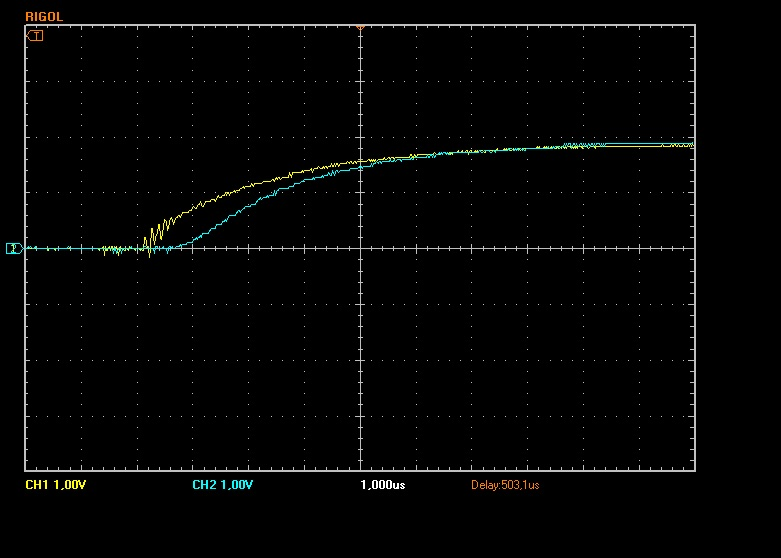 RIGOL
T
2
CH1 1,00V CH2 1,00V 1,000us Delay:503,1us